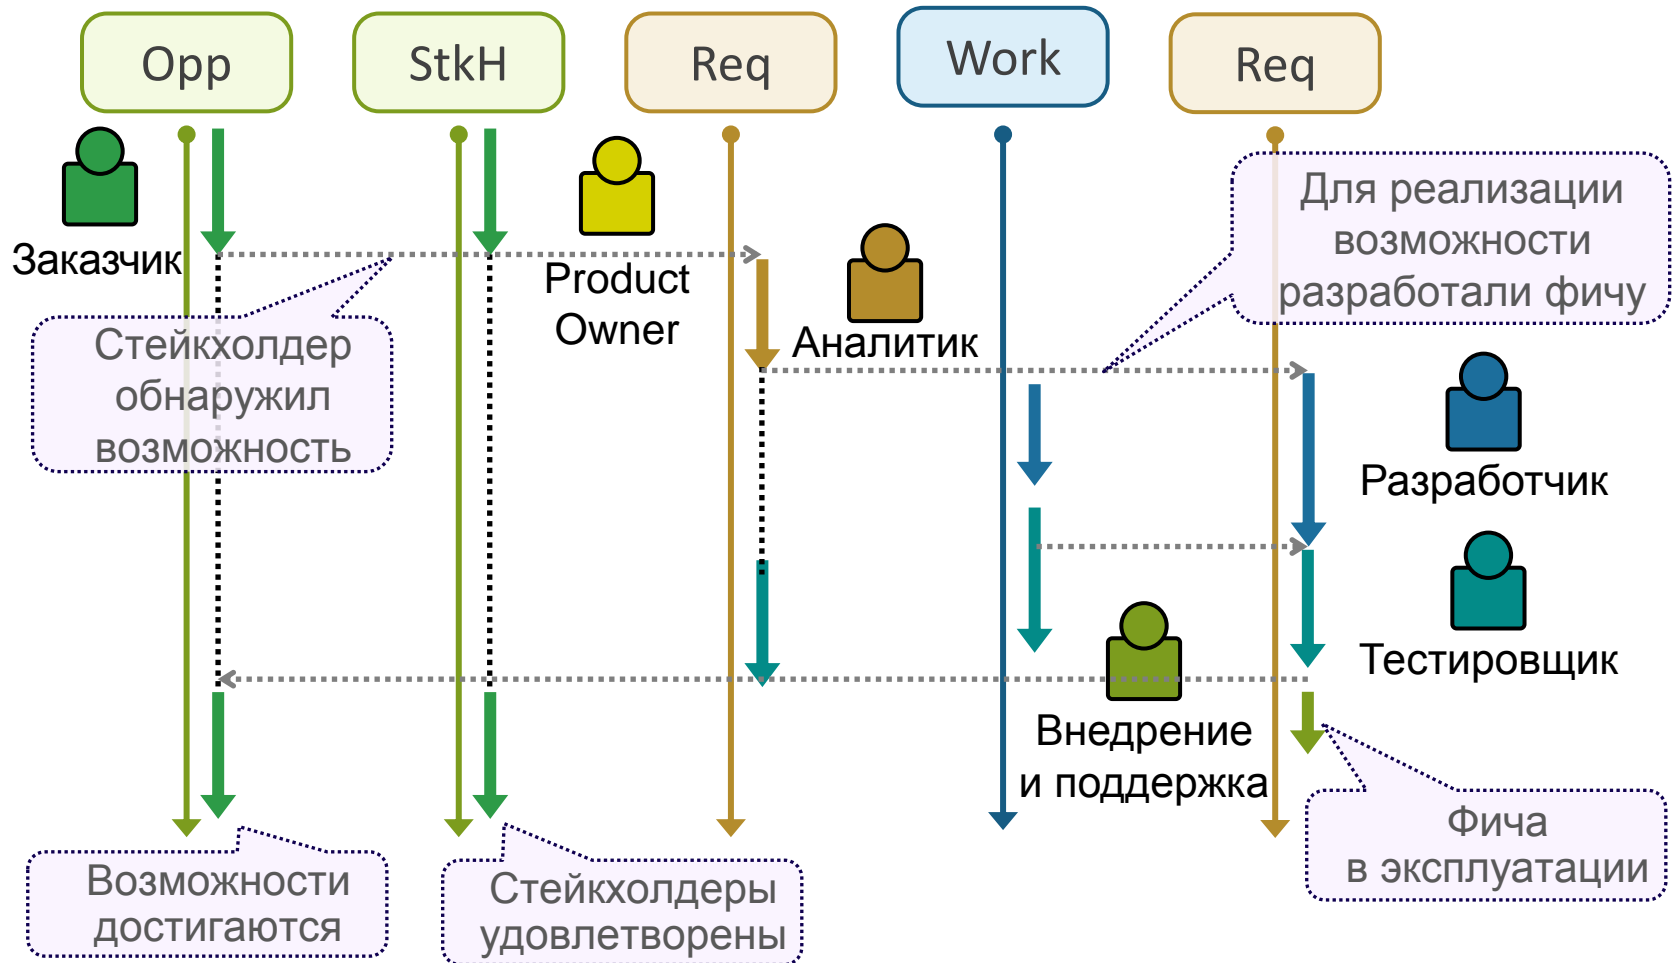 Opp
StkH
Req
Work
Req
Заказчик
Product
Owner
Аналитик
Для реализации
возможности
разработали фичу
Стейкхолдер
обнаружил
возможность
Разработчик
Тестировщик
Внедрение
и поддержка
Фича
в эксплуатации
Возможности
достигаются
Стейкхолдеры
удовлетворены